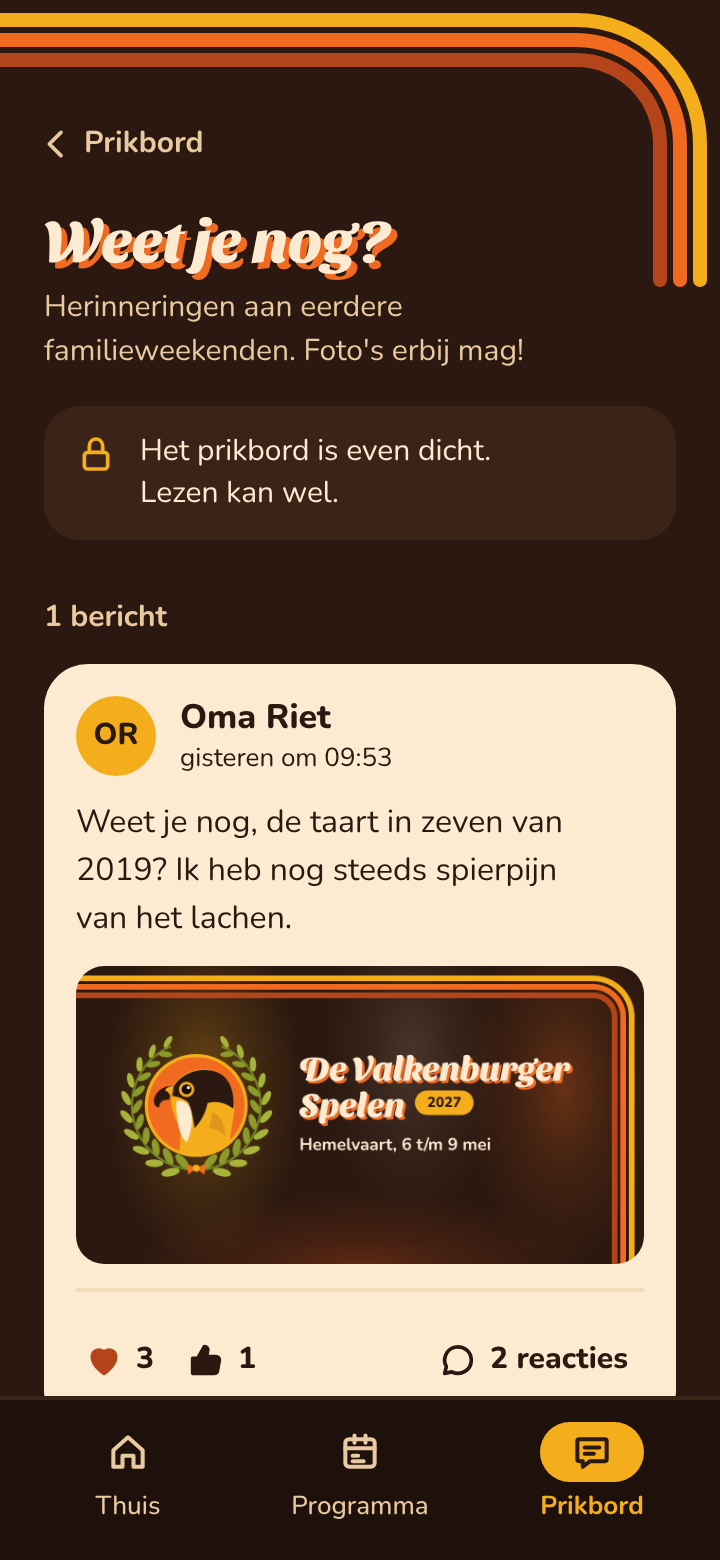 Prikbord
Weet je nog?
Herinneringen aan eerdere
familieweekenden. Foto's erbij mag!
Het prikbord is even dicht.
Lezen kan wel.
1 bericht
OR
Oma Riet
gisteren om 09:53
Weet je nog, de taart in zeven van
2019? Ik heb nog steeds spierpijn
van het lachen.
De Valkenburger
Spelen 2027
Hemelvaart, 6 t/m 9 mei
3 1 2 reacties
Thuis Programma Prikbord